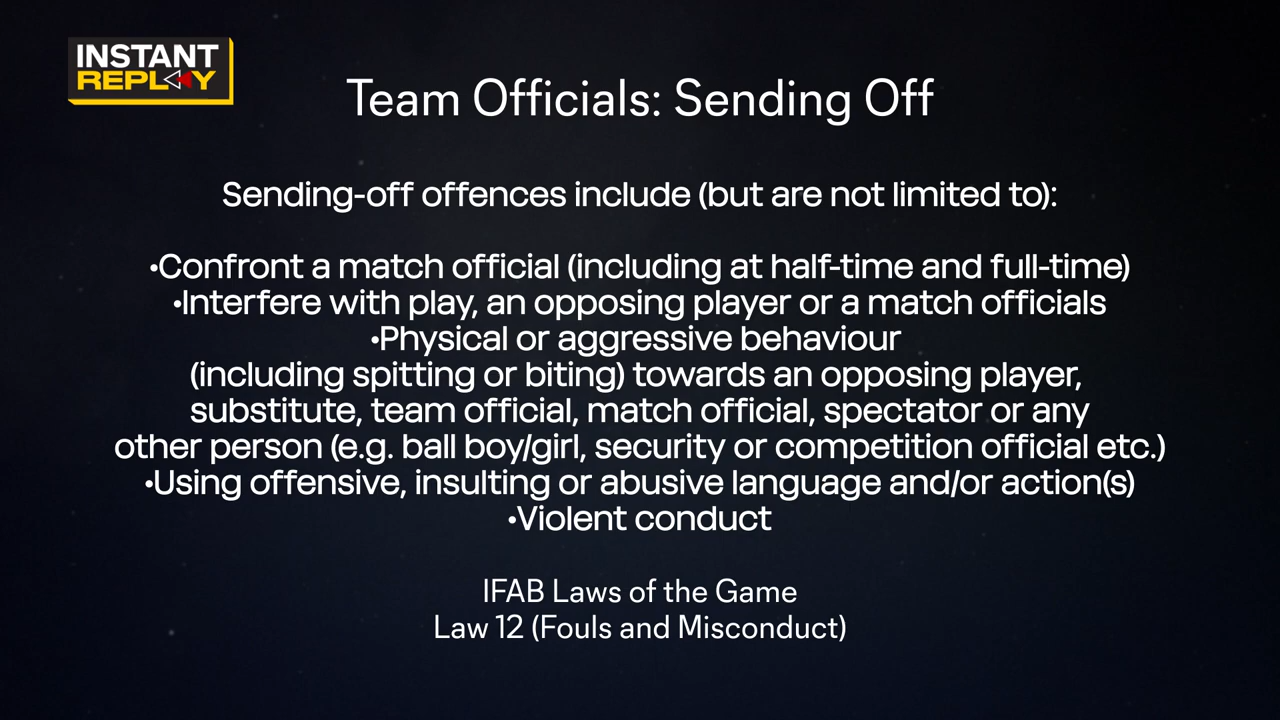 INSTANT
REPLAY
Team Officials: Sending Off
Sending-off offences include (but are not limited to):
•Confront a match official (including at half-time and full-time)
•Interfere with play, an opposing player or a match officials
•Physical or aggressive behaviour
(including spitting or biting) towards an opposing player,
substitute, team official, match official, spectator or any
other person (e.g. ball boy/girl, security or competition official etc.)
•Using offensive, insulting or abusive language and/or action(s)
•Violent conduct
IFAB Laws of the Game
Law 12 (Fouls and Misconduct)